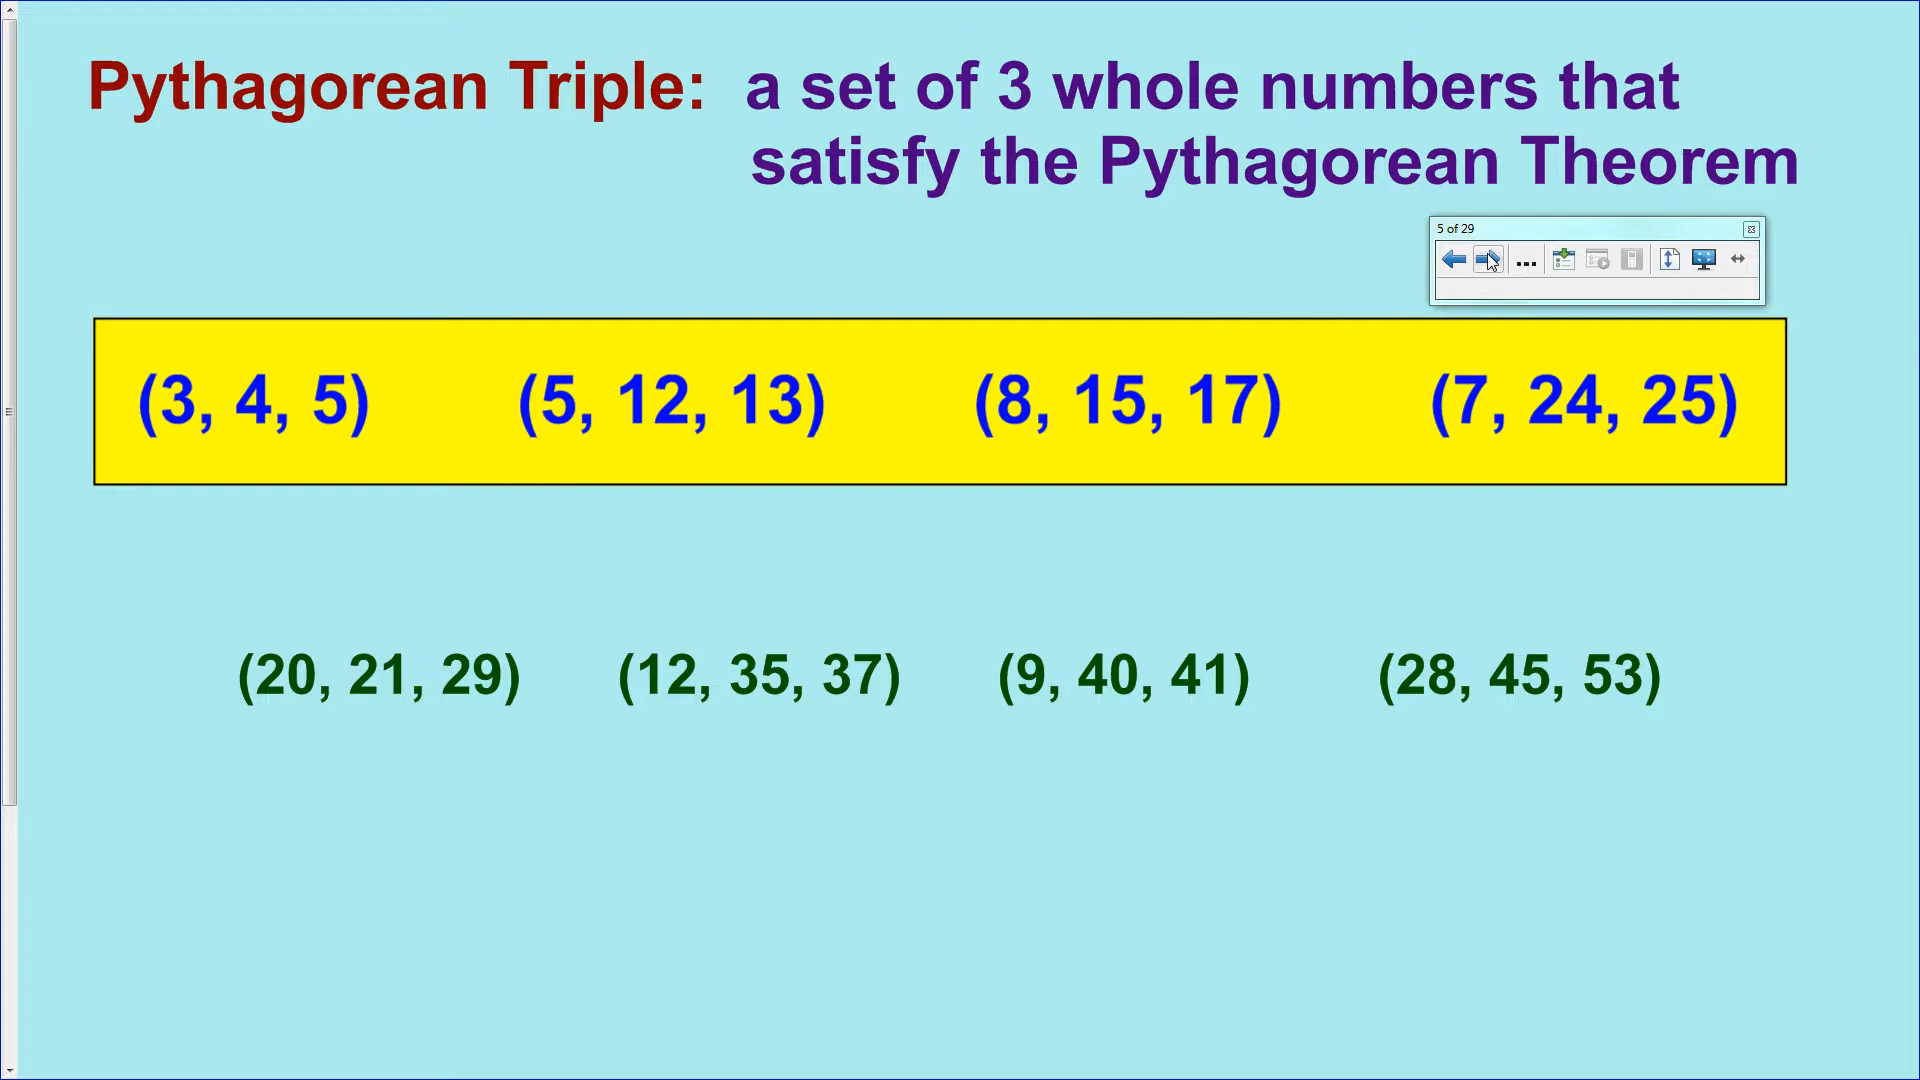 Pythagorean Triple: a set of 3 whole numbers that
satisfy the Pythagorean Theorem
5 of 29
(3, 4, 5) (5, 12, 13) (8, 15, 17) (7, 24, 25)
(20, 21, 29) (12, 35, 37) (9, 40, 41) (28, 45, 53)